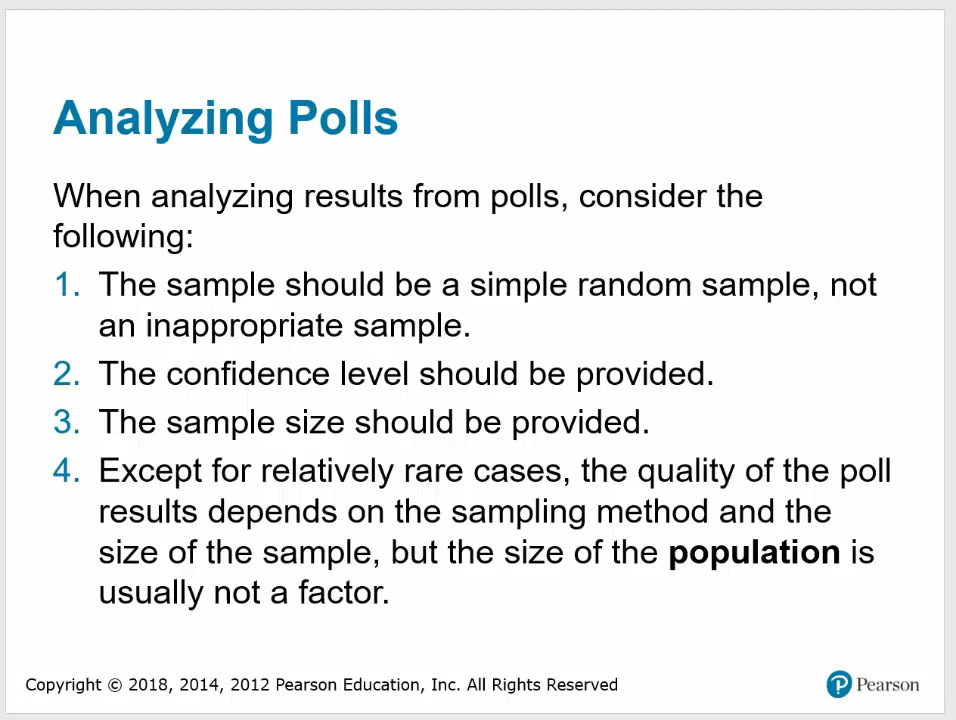 Analyzing Polls
When analyzing results from polls, consider the
following:
1. The sample should be a simple random sample, not
an inappropriate sample.
2. The confidence level should be provided.
3. The sample size should be provided.
4. Except for relatively rare cases, the quality of the poll
results depends on the sampling method and the
size of the sample, but the size of the population is
usually not a factor.
Copyright © 2018, 2014, 2012 Pearson Education, Inc. All Rights Reserved
P Pearson